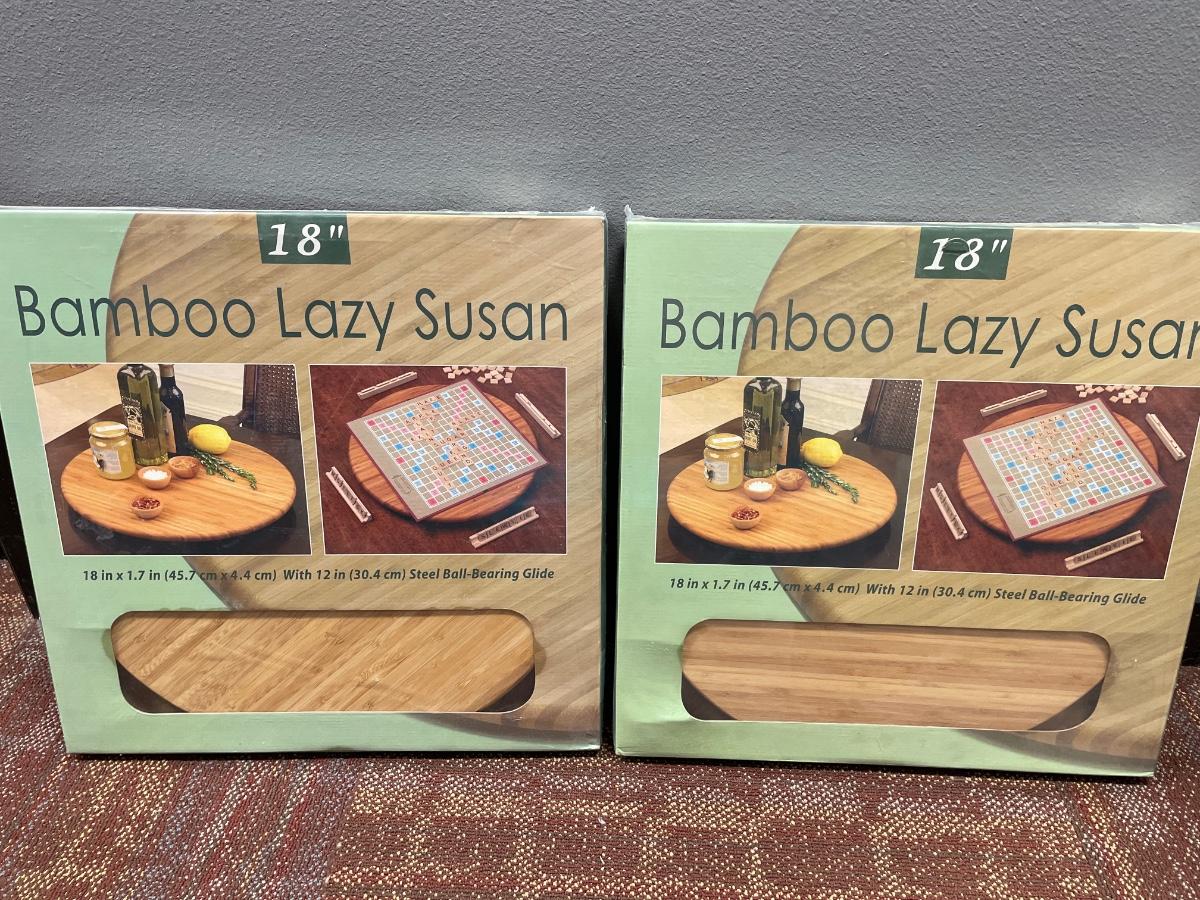 18"
Bamboo Lazy Susan
18 in x 1.7 in (45.7 cm x 4.4 cm) With 12 in (30.4 cm) Steel Ball-Bearing Glide
18"
Bamboo Lazy Susan
18 in x 1.7 in (45.7 cm x 4.4 cm) With 12 in (30.4 cm) Steel Ball-Bearing Glide